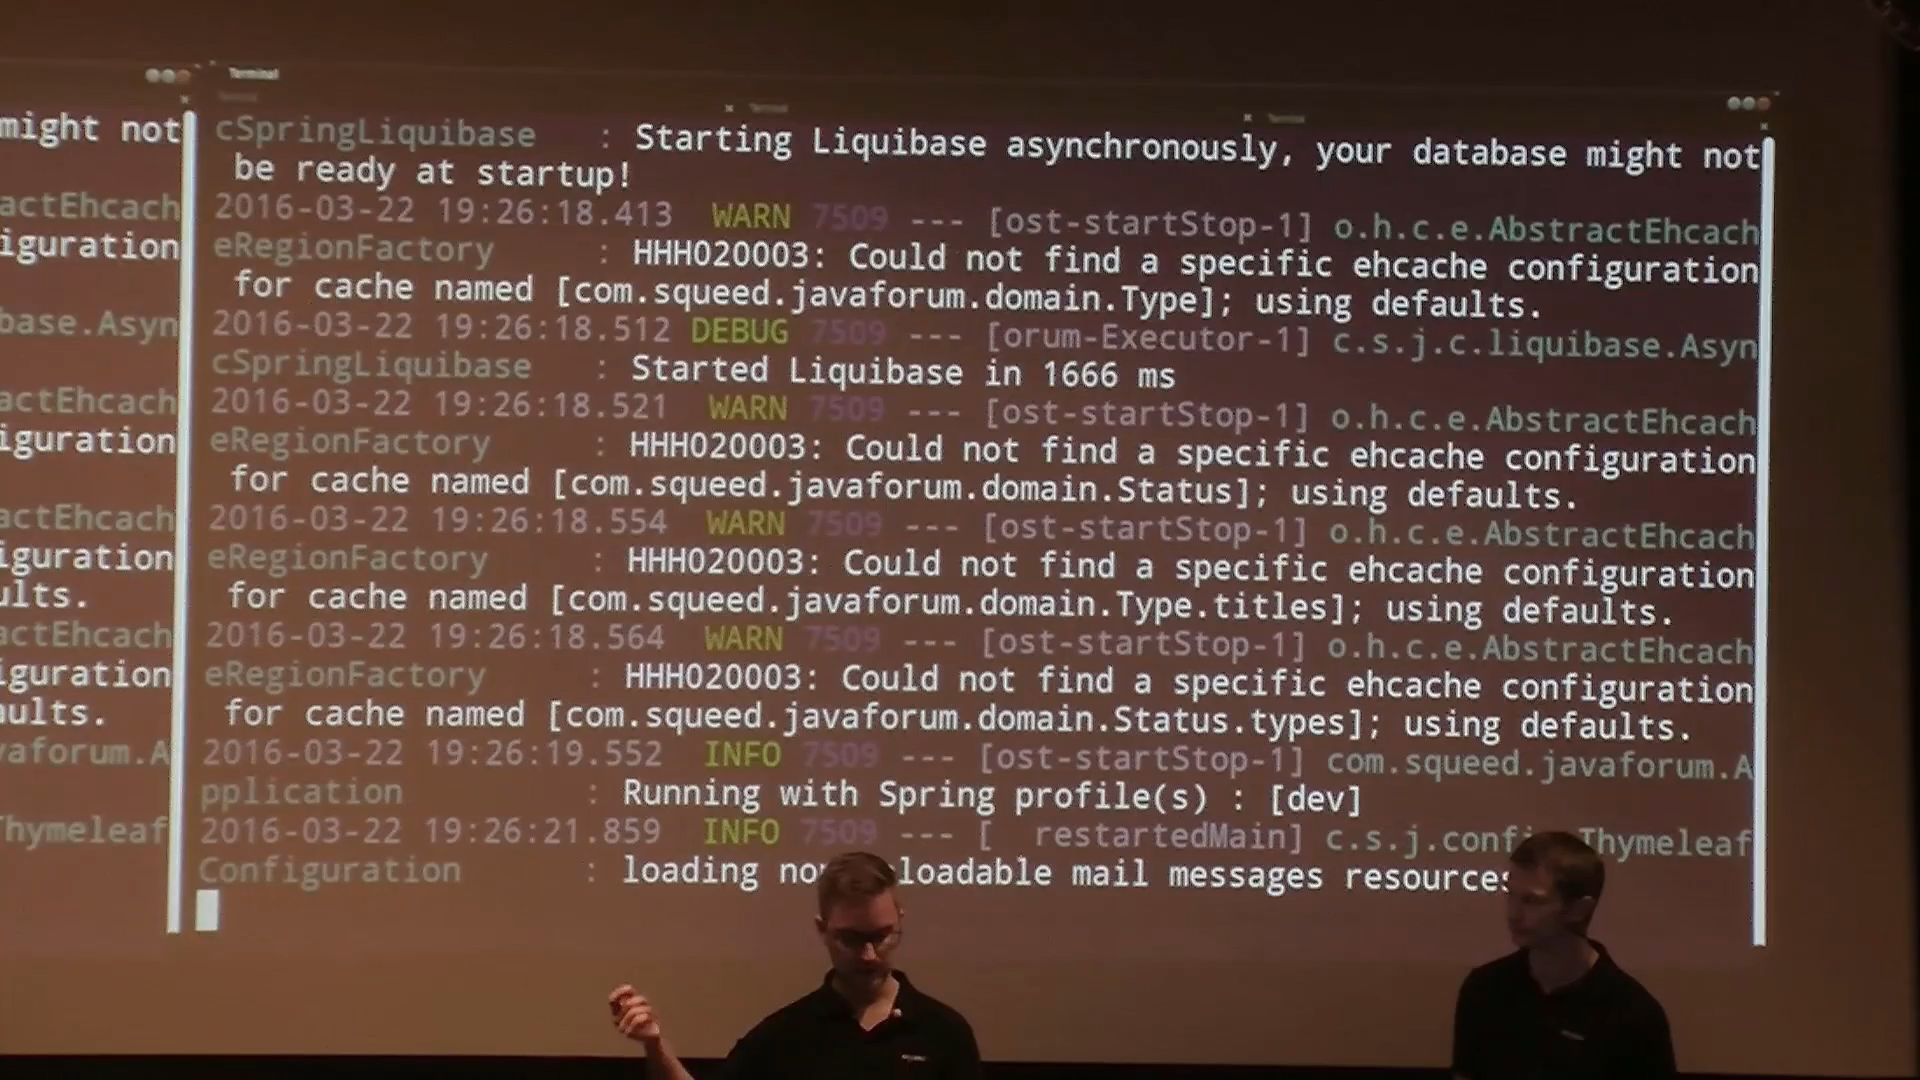 Terminal
Terminal
Terminal
might not
actEhcach
iguration
base.Asyn
actEhcach
iguration
actEhcach
iguration
ults.
actEhcach
iguration
aults.
vaforum.A
Thymeleaf
cSpringLiquibase : Starting Liquibase asynchronously, your database might not
be ready at startup!
2016-03-22 19:26:18.413 WARN 7509 --- [ost-startStop-1] o.h.c.e.AbstractEhcach
eRegionFactory : HHH020003: Could not find a specific ehcache configuration
for cache named [com.squeed.javaforum.domain.Type]; using defaults.
2016-03-22 19:26:18.512 DEBUG 7509 --- [orum-Executor-1] c.s.j.c.liquibase.Asyn
cSpringLiquibase : Started Liquibase in 1666 ms
2016-03-22 19:26:18.521 WARN 7509 --- [ost-startStop-1] o.h.c.e.AbstractEhcach
eRegionFactory : HHH020003: Could not find a specific ehcache configuration
for cache named [com.squeed.javaforum.domain.Status]; using defaults.
2016-03-22 19:26:18.554 WARN 7509 --- [ost-startStop-1] o.h.c.e.AbstractEhcach
eRegionFactory : HHH020003: Could not find a specific ehcache configuration
for cache named [com.squeed.javaforum.domain.Type.titles]; using defaults.
2016-03-22 19:26:18.564 WARN 7509 --- [ost-startStop-1] o.h.c.e.AbstractEhcach
eRegionFactory : HHH020003: Could not find a specific ehcache configuration
for cache named [com.squeed.javaforum.domain.Status.types]; using defaults.
2016-03-22 19:26:19.552 INFO 7509 --- [ost-startStop-1] com.squeed.javaforum.A
pplication : Running with Spring profile(s) : [dev]
2016-03-22 19:26:21.859 INFO 7509 --- [ restartedMain] c.s.j.conf Thymeleaf
Configuration : loading no loadable mail messages resources